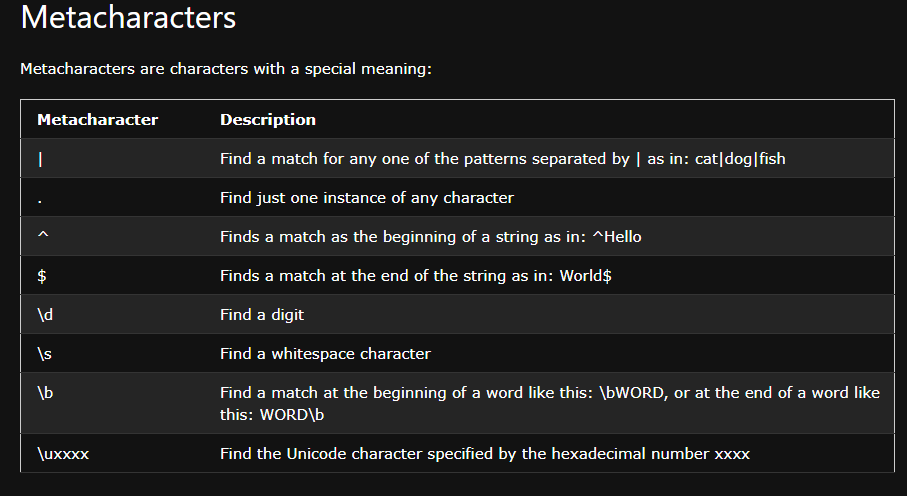 Metacharacters
Metacharacters are characters with a special meaning:
Metacharacter Description
| Find a match for any one of the patterns separated by | as in: cat|dog|fish
. Find just one instance of any character
^ Finds a match as the beginning of a string as in: ^Hello
$ Finds a match at the end of the string as in: World$
\d Find a digit
\s Find a whitespace character
\b Find a match at the beginning of a word like this: \bWORD, or at the end of a word like
this: WORD\b
\uxxxx Find the Unicode character specified by the hexadecimal number xxxx